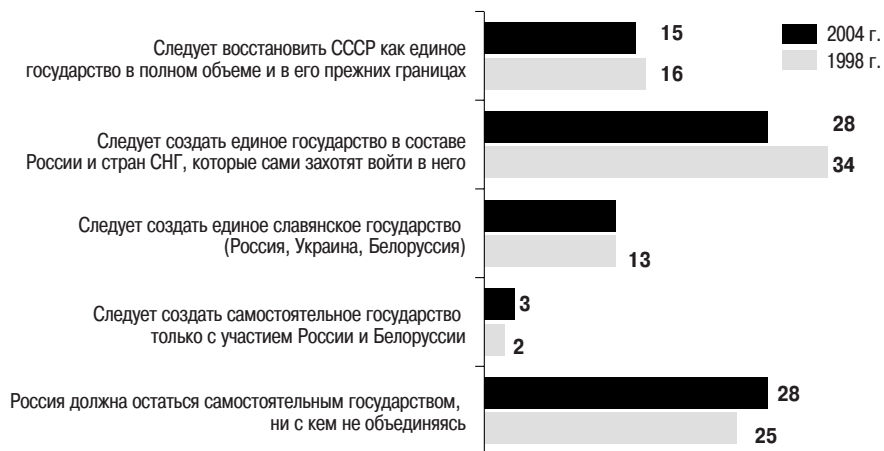 Следует восстановить СССР как единое
государство в полном объеме и в его прежних границах
15
16
2004 г.
1998 г.
Следует создать единое государство в составе
России и стран СНГ, которые сами захотят войти в него
28
34
Следует создать единое славянское государство
(Россия, Украина, Белоруссия)
13
Следует создать самостоятельное государство
только с участием России и Белоруссии
3
2
Россия должна остаться самостоятельным государством,
ни с кем не объединяясь
28
25